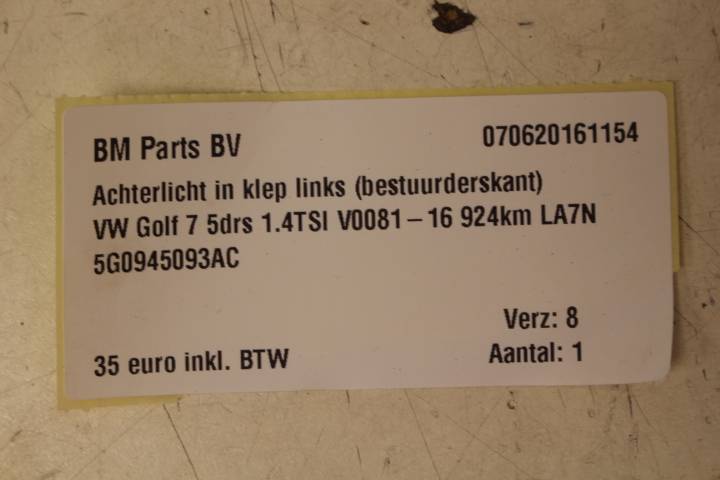 BM Parts BV 070620161154
Achterlicht in klep links (bestuurderskant)
VW Golf 7 5drs 1.4TSI V0081 – 16 924km LA7N
5G0945093AC
Verz: 8
35 euro inkl. BTW Aantal: 1